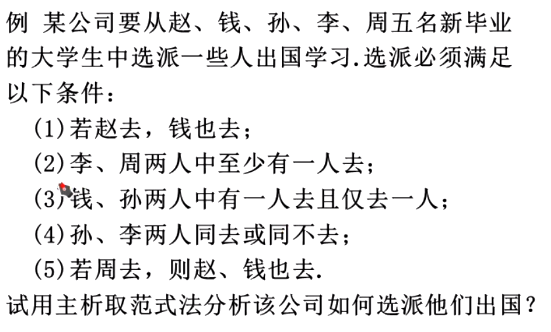 例 某公司要从赵、钱、孙、李、周五名新毕业
的大学生中选派一些人出国学习.选派必须满足
以下条件：
(1)若赵去，钱也去；
(2)李、周两人中至少有一人去；
(3)钱、孙两人中有一人去且仅去一人；
(4)孙、李两人同去或同不去；
(5)若周去，则赵、钱也去.
试用主析取范式法分析该公司如何选派他们出国？